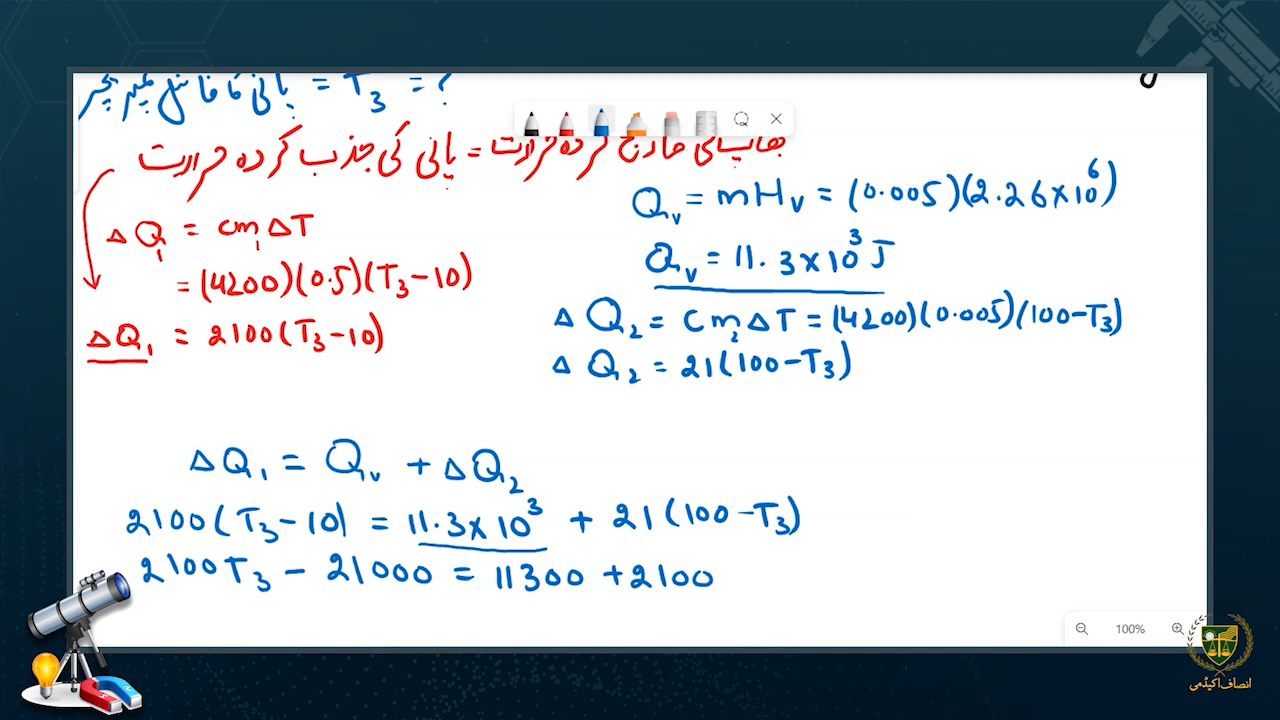 پانی کا فائنل ٹمپریچر = T₃ = ?
بھاپ کی خارج کردہ حرارت = پانی کی جذب کردہ حرارت
ΔQ₁ = cm₁ΔT
= (4200)(0.5)(T₃-10)
ΔQ₁ = 2100(T₃-10)
Qᵥ = mHᵥ = (0.005)(2.26×10⁶)
Qᵥ = 11.3×10³ J
ΔQ₂ = cm₂ΔT = (4200)(0.005)(100-T₃)
ΔQ₂ = 21(100-T₃)
ΔQ₁ = Qᵥ + ΔQ₂
2100(T₃-10) = 11.3×10³ + 21(100-T₃)
2100T₃ - 21000 = 11300 + 2100
100%
انصاف اکیڈمی